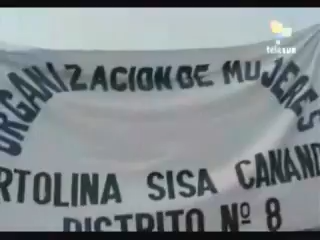 teleSUR
ORGANIZACION DE MUJERES
RTOLINA SISA CANAND
DISTRITO Nº 8